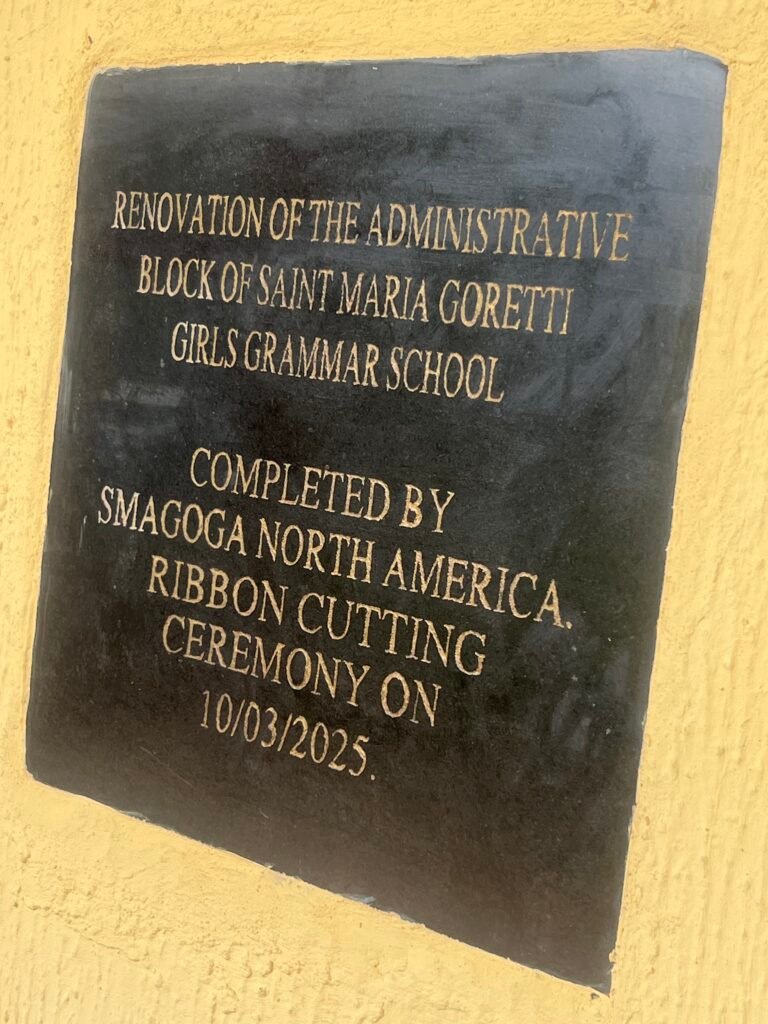 RENOVATION OF THE ADMINISTRATIVE
BLOCK OF SAINT MARIA GORETTI
GIRLS GRAMMAR SCHOOL
COMPLETED BY
SMAGOGA NORTH AMERICA.
RIBBON CUTTING
CEREMONY ON
10/03/2025.